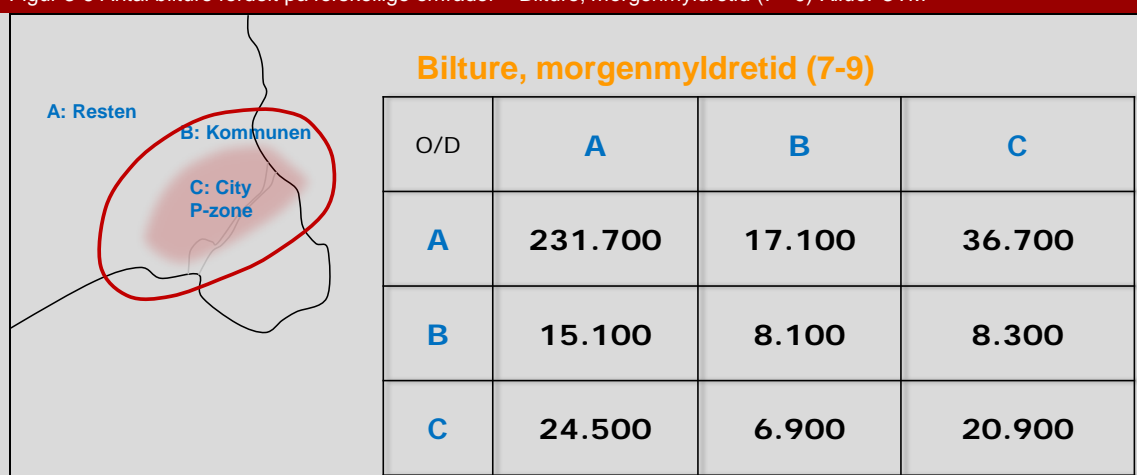 Bilture, morgenmyldretid (7-9)
A: Resten
B: Kommunen
C: City
P-zone
O/D A B C
A 231.700 17.100 36.700
B 15.100 8.100 8.300
C 24.500 6.900 20.900